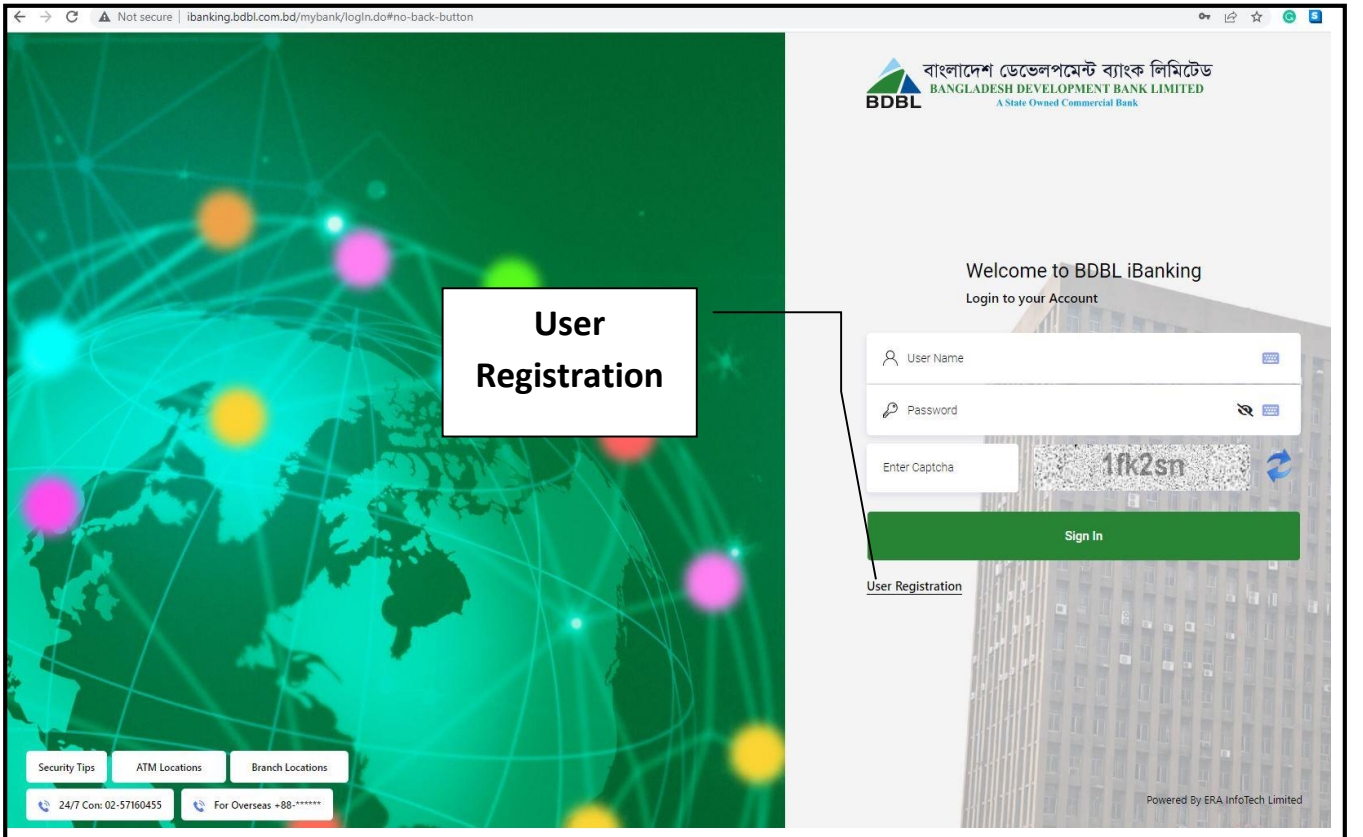 Not secure | ibanking.bdbl.com.bd/mybank/logIn.do#no-back-button
বাংলাদেশ ডেভেলপমেন্ট ব্যাংক লিমিটেড
BANGLADESH DEVELOPMENT BANK LIMITED
A State Owned Commercial Bank
BDBL
Welcome to BDBL iBanking
Login to your Account
User
Registration
User Name
Password
Enter Captcha
1fk2sn
Sign In
User Registration
Security Tips
ATM Locations
Branch Locations
24/7 Con: 02-57160455
For Overseas +88-******
Powered By ERA InfoTech Limited